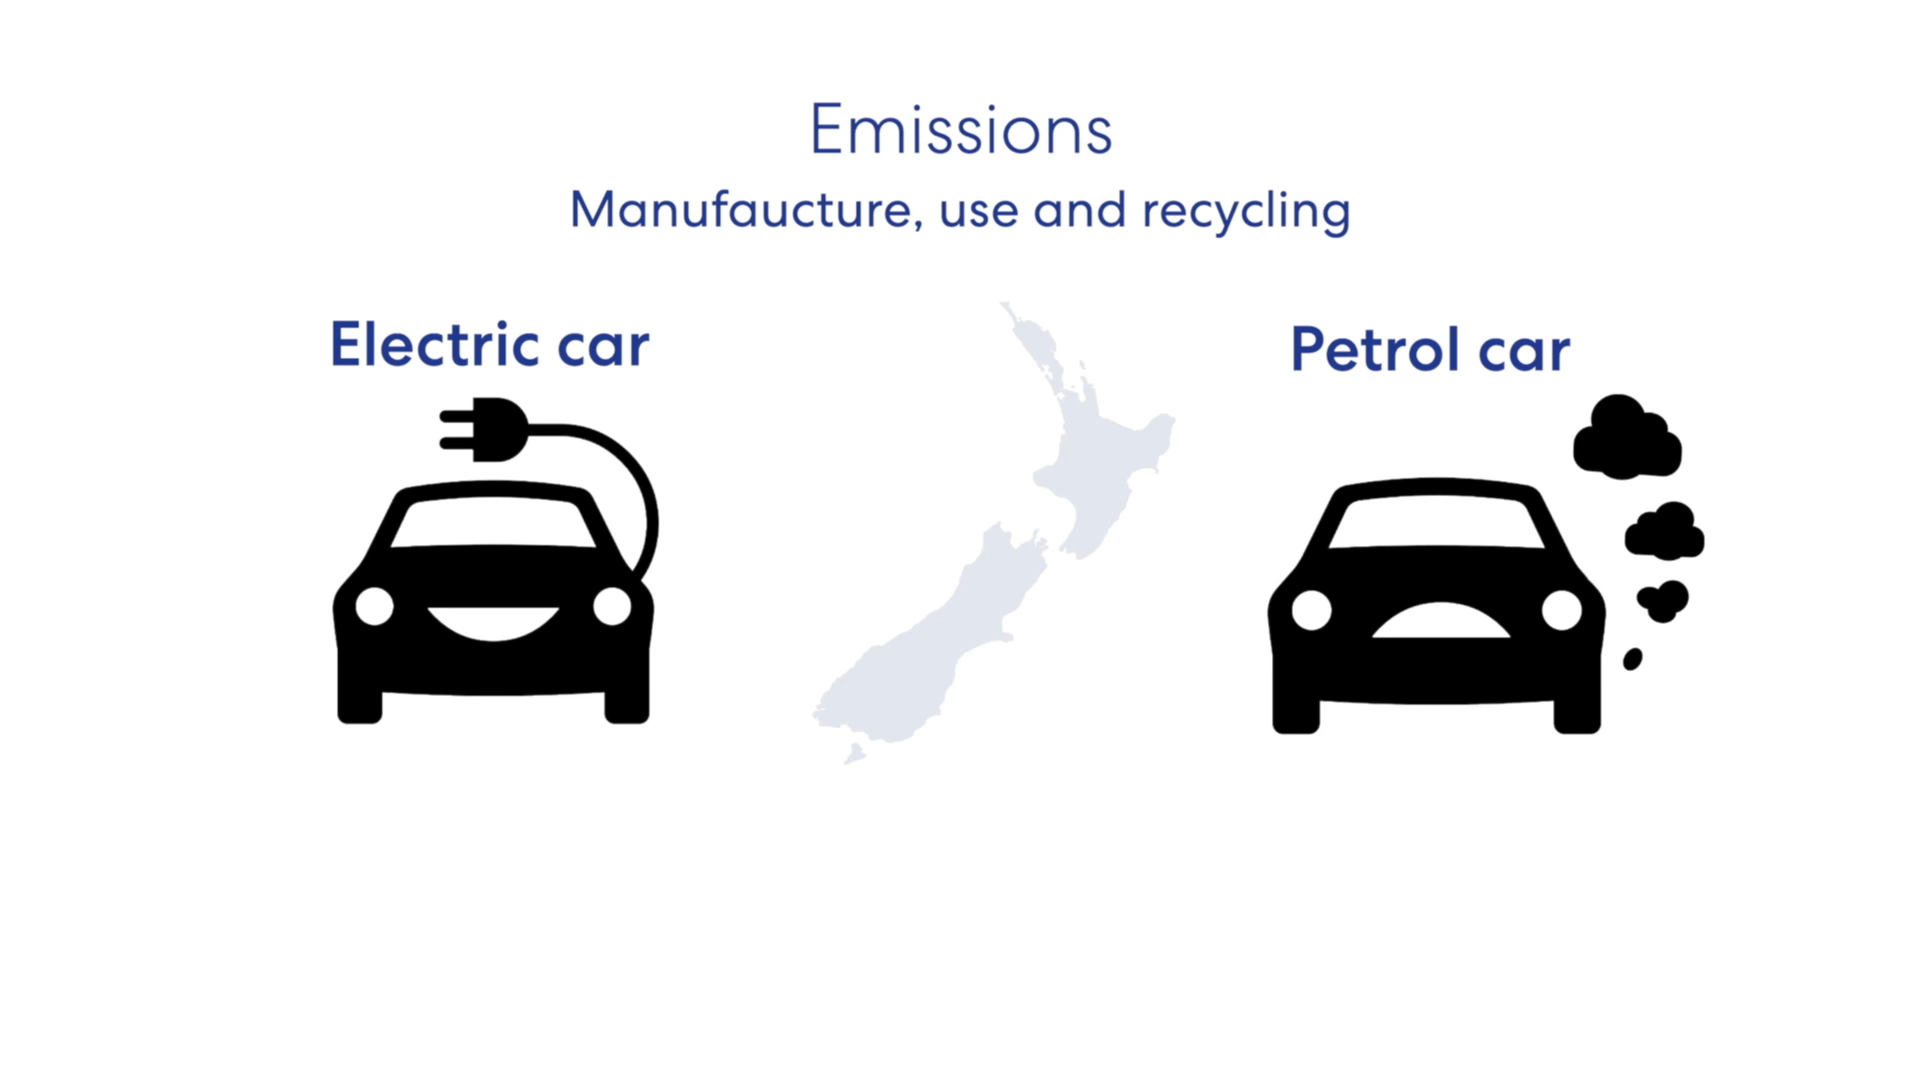 Emissions
Manufaucture, use and recycling
Electric car
Petrol car